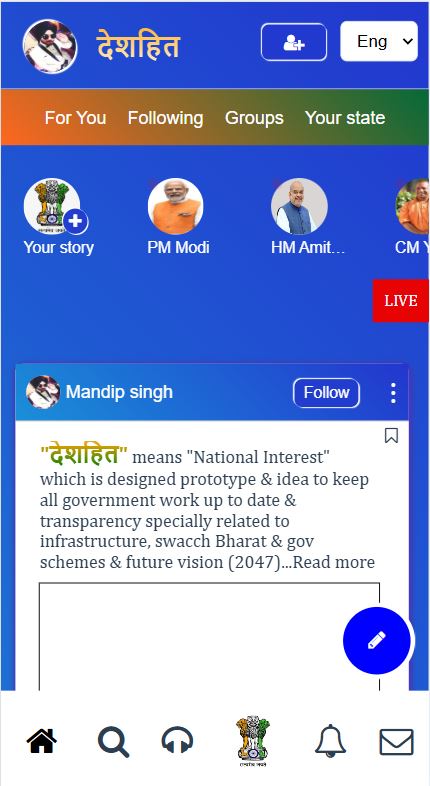 देशहित
Eng
For You Following Groups Your state
Your story PM Modi HM Amit... CM Y
LIVE
Mandip singh Follow
"देशहित" means "National Interest"
which is designed prototype & idea to keep
all government work up to date &
transparency specially related to
infrastructure, swacch Bharat & gov
schemes & future vision (2047)...Read more